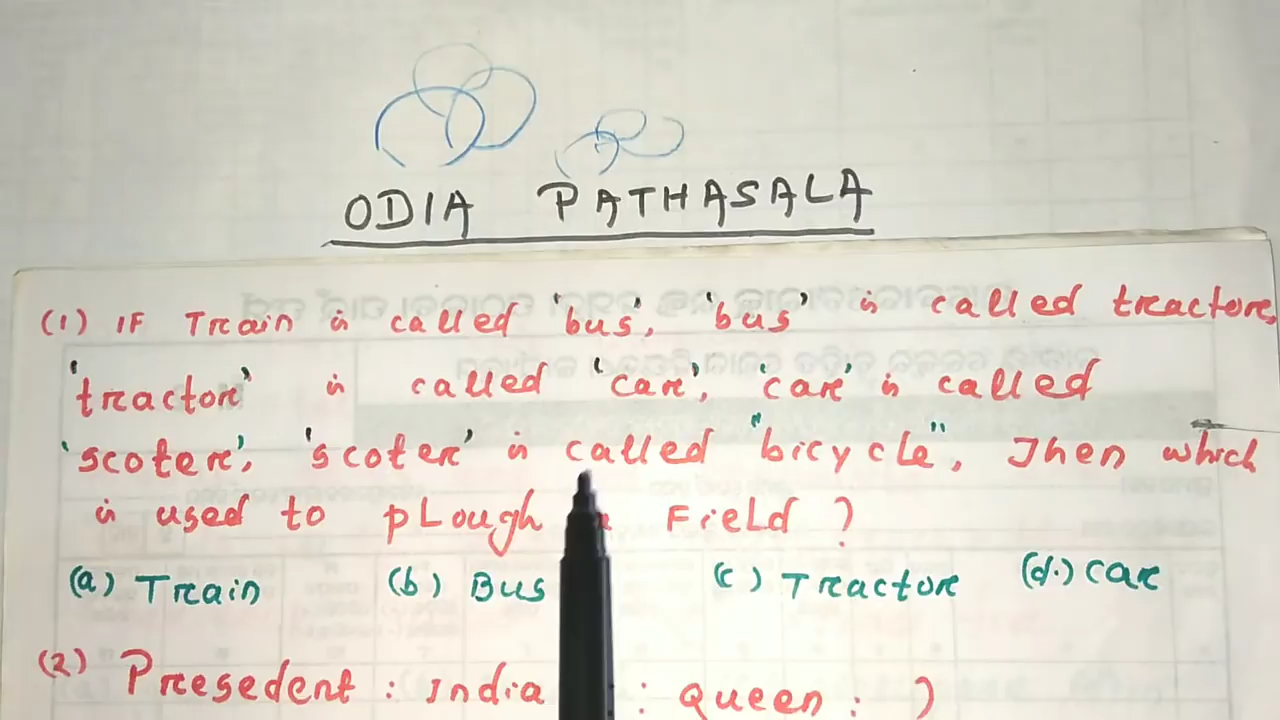 ODIA PATHASALA
(1) IF Train is called 'bus', 'bus' is called tractor,
'tractor' is called 'car', 'car' is called
'scoter', 'scoter' is called "bicycle", Then which
is used to plough Field ?
(a) Train (b) Bus (c) Tractor (d.) car
(2) Presedent : India : Queen : ?